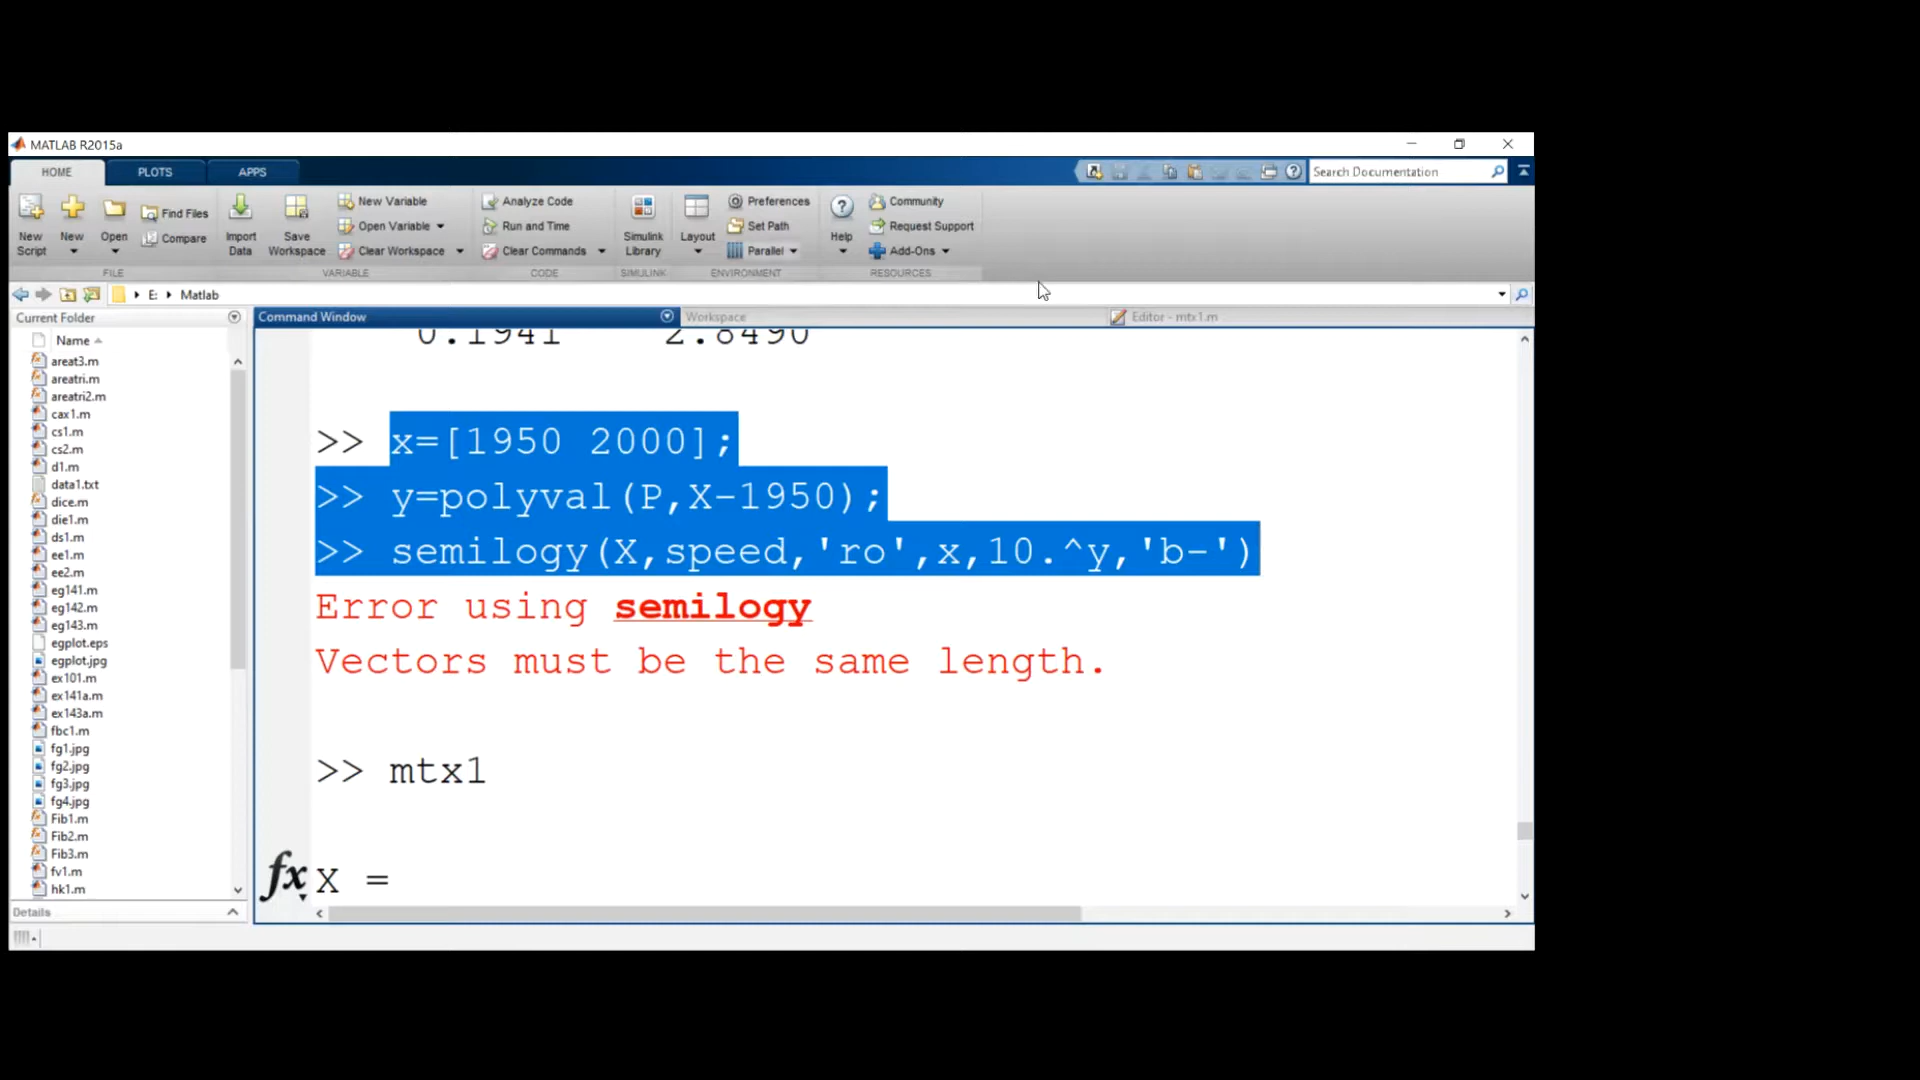 MATLAB R2015a
HOME PLOTS APPS Search Documentation
New Variable Analyze Code Preferences Community
Find Files Open Variable Run and Time Set Path Request Support
New Script New Open Compare Import Data Save Workspace Clear Workspace Clear Commands Simulink Library Layout Parallel Help Add-Ons
FILE VARIABLE CODE SIMULINK ENVIRONMENT RESOURCES
E: Matlab
Current Folder Command Window Workspace Editor - mtx1.m
Name
areat3.m
areatri.m
areatri2.m
cax1.m
cs1.m
cs2.m
d1.m
data1.txt
dice.m
die1.m
ds1.m
ee1.m
ee2.m
eg141.m
eg142.m
eg143.m
egplot.eps
egplot.jpg
ex101.m
ex141a.m
ex143a.m
fbc1.m
fg1.jpg
fg2.jpg
fg3.jpg
fg4.jpg
Fib1.m
Fib2.m
Fib3.m
fv1.m
hk1.m
Details
0.1941 2.8490
>> x=[1950 2000];
>> y=polyval(P,X-1950);
>> semilogy(X,speed,'ro',x,10.^y,'b-')
Error using semilogy
Vectors must be the same length.
>> mtx1
fx X =